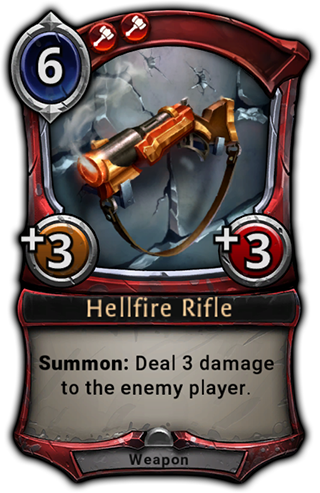 6
+3
+3
Hellfire Rifle
Summon: Deal 3 damage
to the enemy player.
Weapon